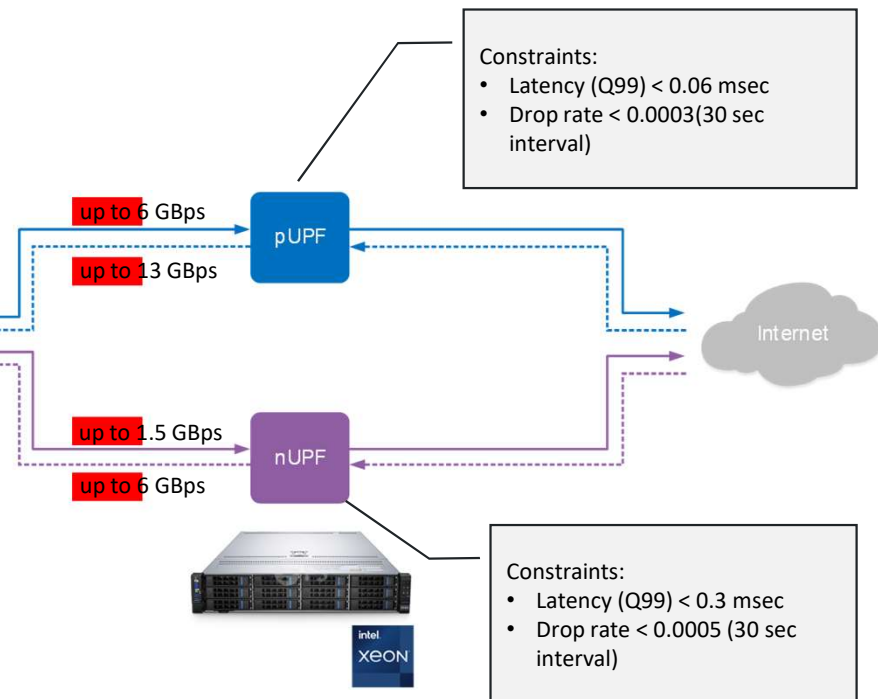 Constraints:
• Latency (Q99) < 0.06 msec
• Drop rate < 0.0003(30 sec
interval)
up to 6 GBps
pUPF
up to 13 GBps
Internet
up to 1.5 GBps
nUPF
up to 6 GBps
Constraints:
• Latency (Q99) < 0.3 msec
• Drop rate < 0.0005 (30 sec
interval)
intel.
xeon